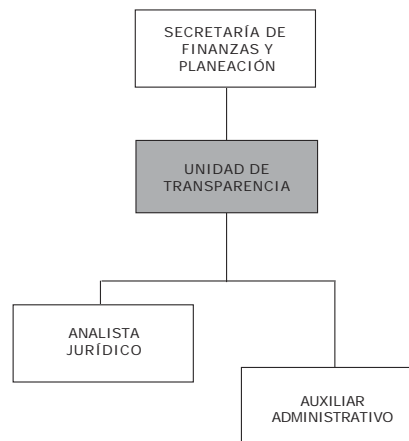 SECRETARÍA DE
FINANZAS Y
PLANEACIÓN
UNIDAD DE
TRANSPARENCIA
ANALISTA
JURÍDICO
AUXILIAR
ADMINISTRATIVO